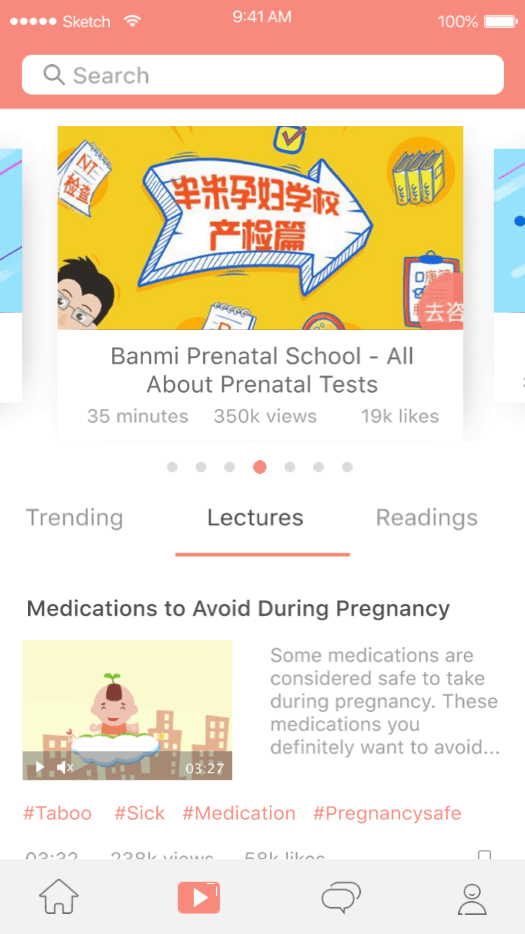 Sketch
9:41 AM
100%
Search
NT
检查
半米孕妇学校
产检篇
去咨
Banmi Prenatal School - All
About Prenatal Tests
35 minutes 350k views 19k likes
Trending Lectures Readings
Medications to Avoid During Pregnancy
Some medications are
considered safe to take
during pregnancy. These
medications you
definitely want to avoid...
03:27
#Taboo #Sick #Medication #Pregnancysafe
03:32 238k views 58k likes